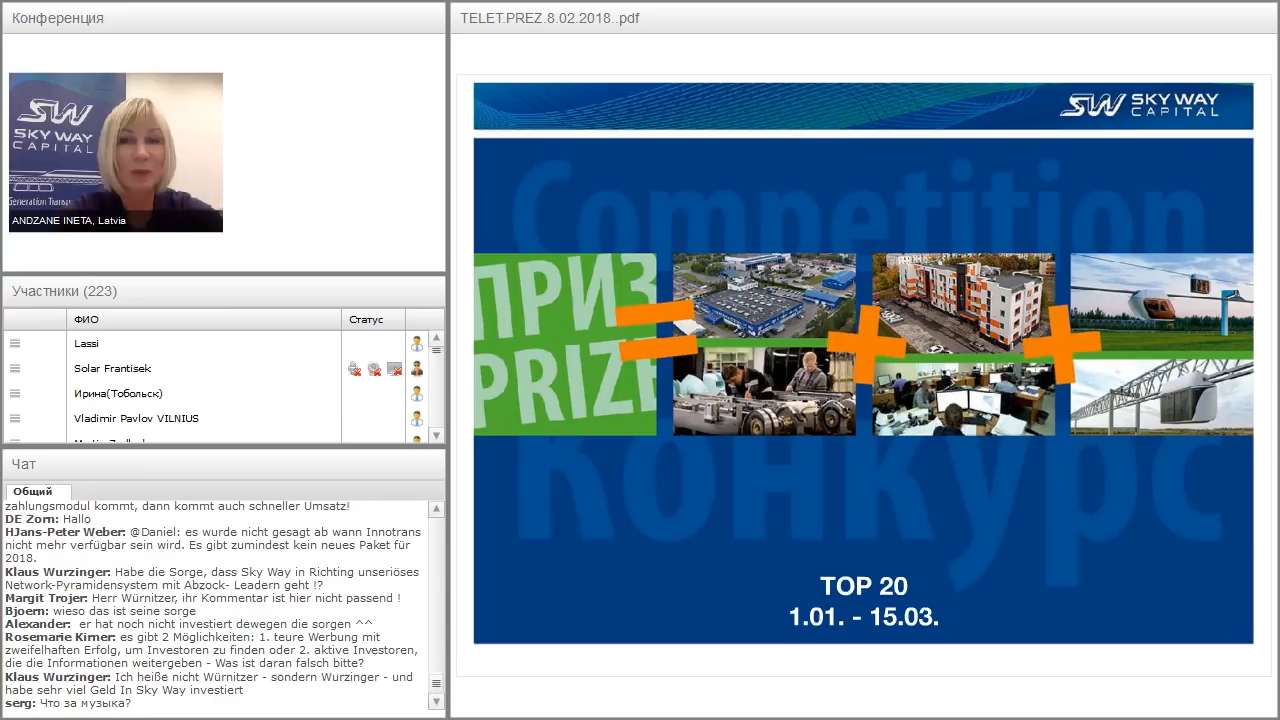 Конференция
SW
SKY WAY
CAPITAL
Generation Transp
ANDZANE INETA, Latvia
Участники (223)
ФИО
Статус
Lassi
Solar Frantisek
Ирина(Тобольск)
Vladimir Pavlov VILNIUS
Чат
Общий
zahlungsmodul kommt, dann kommt auch schneller Umsatz!
DE Zorn: Hallo
HJans-Peter Weber: @Daniel: es wurde nicht gesagt ab wann Innotrans
nicht mehr verfügbar sein wird. Es gibt zumindest kein neues Paket für
2018.
Klaus Wurzinger: Habe die Sorge, dass Sky Way in Richting unseriöses
Network-Pyramidensystem mit Abzock- Leadern geht !?
Margit Trojer: Herr Würnitzer, ihr Kommentar ist hier nicht passend !
Bjoern: wieso das ist seine sorge
Alexander: er hat noch nicht investiert dewegen die sorgen ^^
Rosemarie Kirner: es gibt 2 Möglichkeiten: 1. teure Werbung mit
zweifelhaften Erfolg, um Investoren zu finden oder 2. aktive Investoren,
die die Informationen weitergeben - Was ist daran falsch bitte?
Klaus Wurzinger: Ich heiße nicht Würnitzer - sondern Wurzinger - und
habe sehr viel Geld In Sky Way investiert
serg: Что за музыка?
TELET.PREZ.8.02.2018..pdf
SW SKY WAY
CAPITAL
Competition
ПРИЗ
PRIZE
Конкурс
TOP 20
1.01. - 15.03.